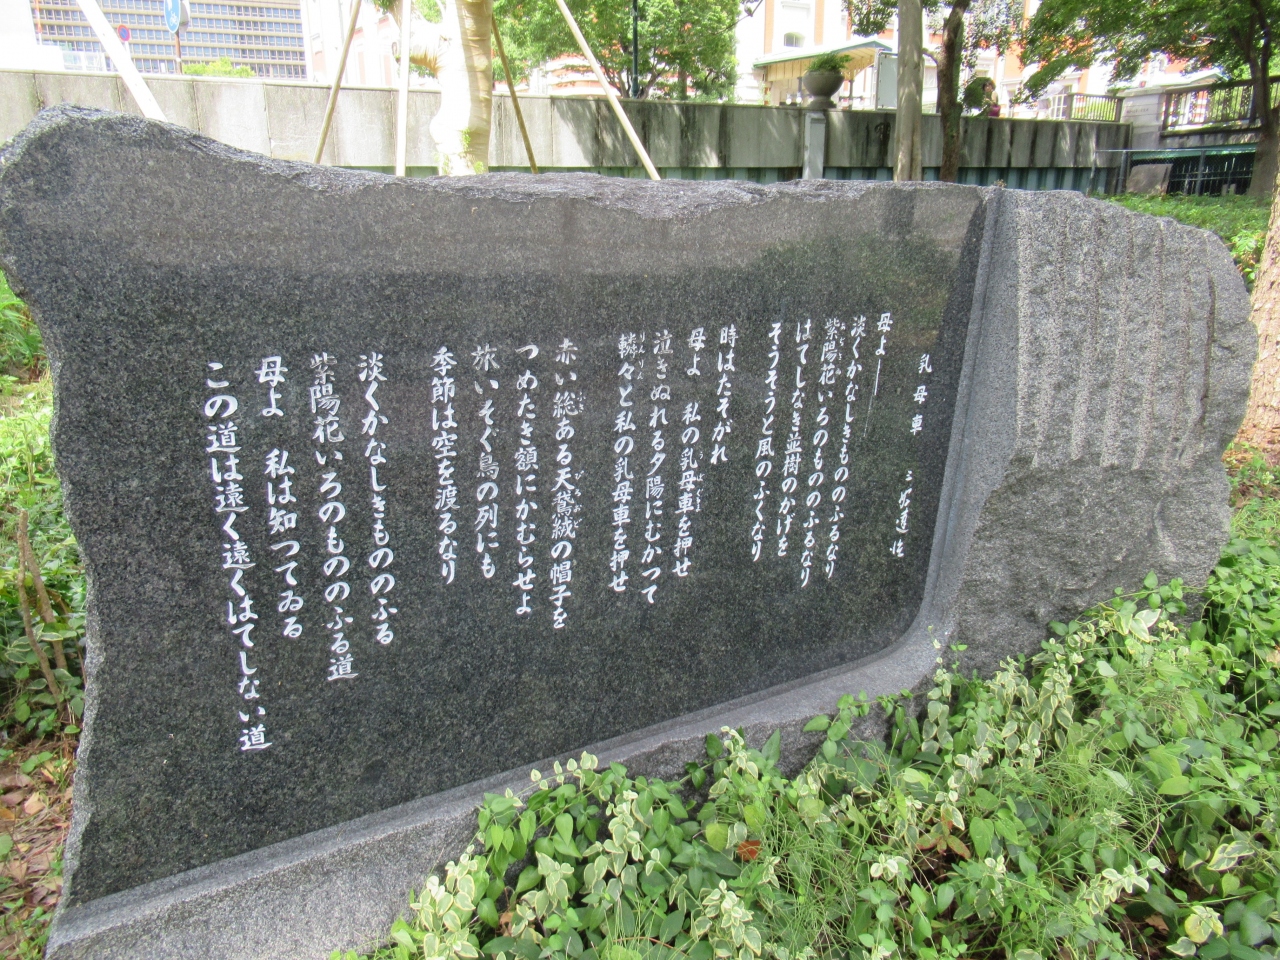 乳母車 三好達治
母よ――
淡くかなしきもののふるなり
紫陽花いろのもののふるなり
はてしなき並樹のかげを
そうそうと風のふくなり
時はたそがれ
母よ 私の乳母車を押せ
泣きぬれる夕陽にむかつて
轔々と私の乳母車を押せ
赤い総ある天鵞絨の帽子を
つめたき額にかむらせよ
旅いそぐ鳥の列にも
季節は空を渡るなり
淡くかなしきもののふる
紫陽花いろのもののふる道
母よ 私は知つてゐる
この道は遠く遠くはてしない道